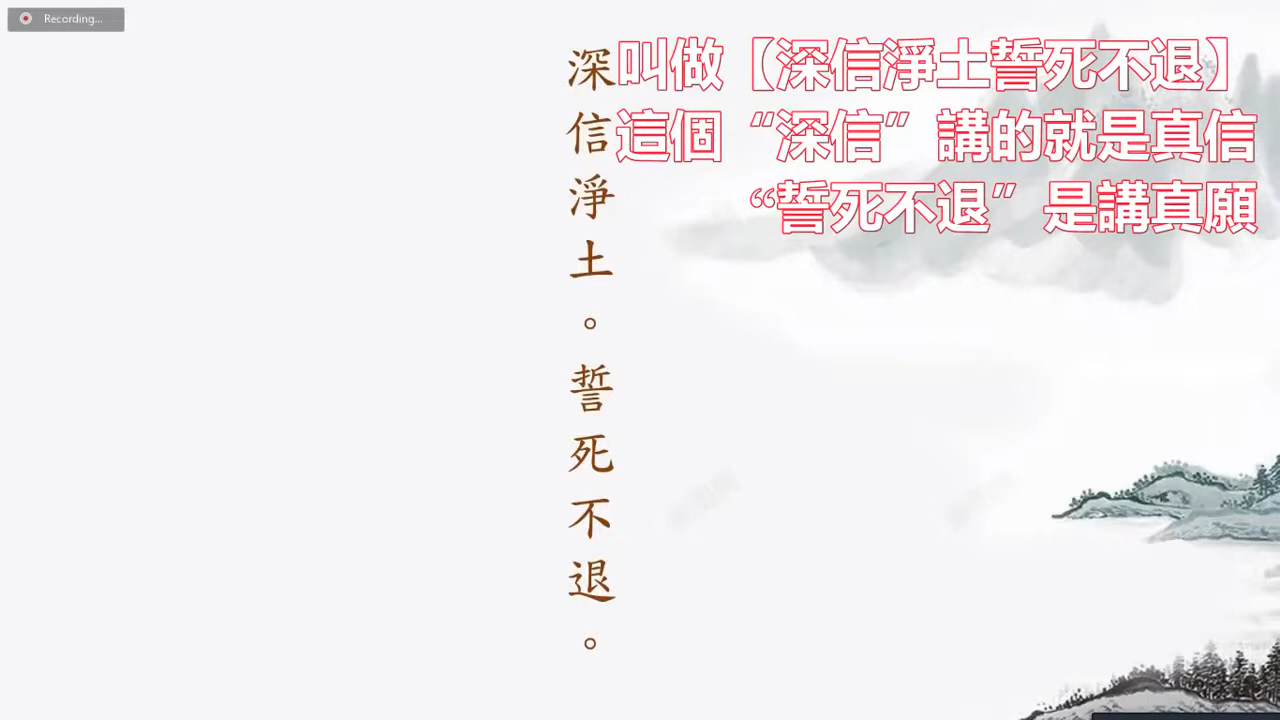 Recording...
叫做【深信淨土誓死不退】
這個“深信”講的就是真信
“誓死不退”是講真願
深信淨土。誓死不退。